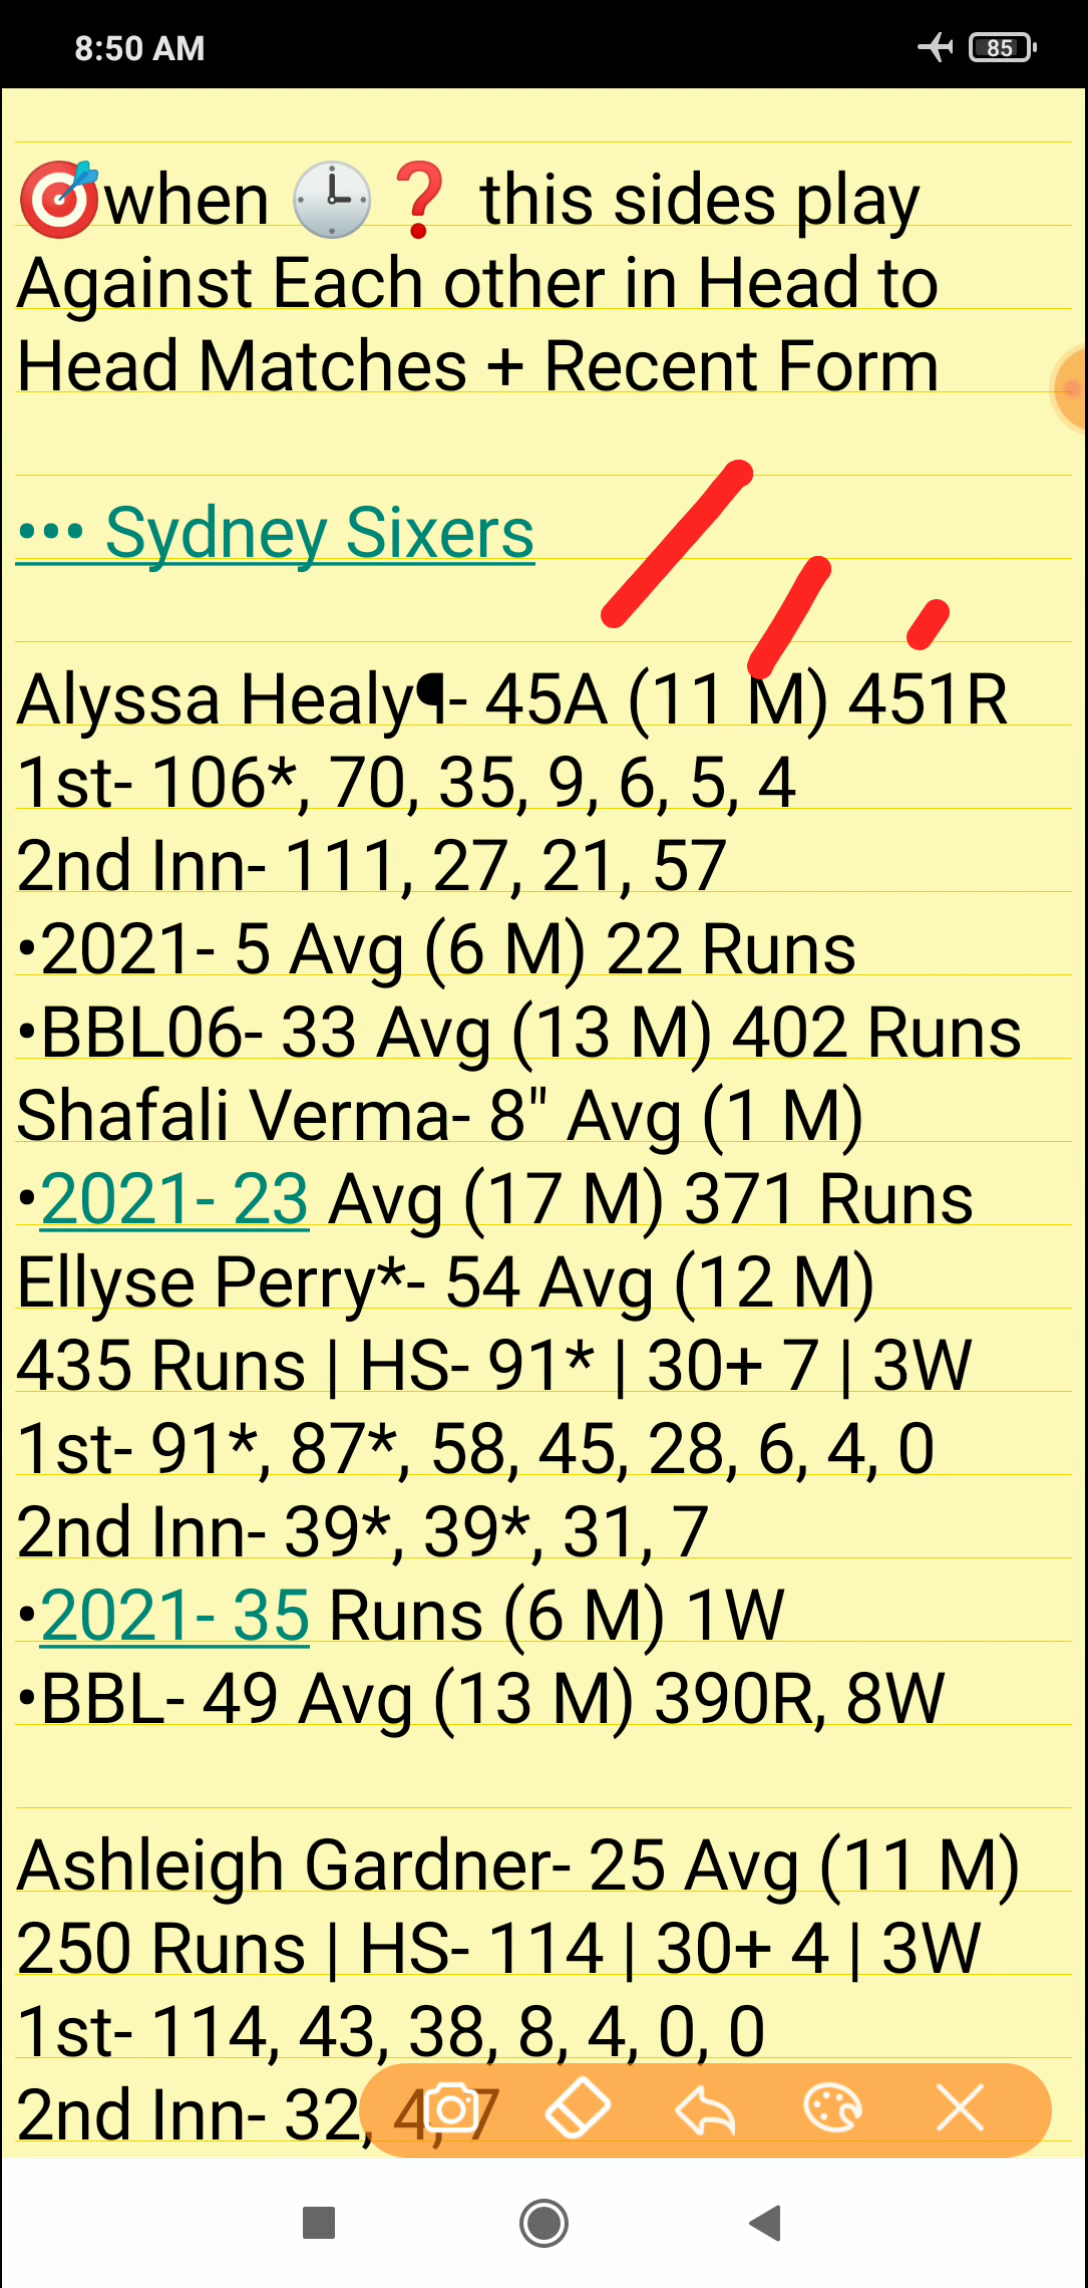 8:50 AM
85
🎯when 🕒❓ this sides play
Against Each other in Head to
Head Matches + Recent Form
••• Sydney Sixers
Alyssa Healy¶- 45A (11 M) 451R
1st- 106*, 70, 35, 9, 6, 5, 4
2nd Inn- 111, 27, 21, 57
•2021- 5 Avg (6 M) 22 Runs
•BBL06- 33 Avg (13 M) 402 Runs
Shafali Verma- 8" Avg (1 M)
•2021- 23 Avg (17 M) 371 Runs
Ellyse Perry*- 54 Avg (12 M)
435 Runs | HS- 91* | 30+ 7 | 3W
1st- 91*, 87*, 58, 45, 28, 6, 4, 0
2nd Inn- 39*, 39*, 31, 7
•2021- 35 Runs (6 M) 1W
•BBL- 49 Avg (13 M) 390R, 8W
Ashleigh Gardner- 25 Avg (11 M)
250 Runs | HS- 114 | 30+ 4 | 3W
1st- 114, 43, 38, 8, 4, 0, 0
2nd Inn- 32, 4, 7